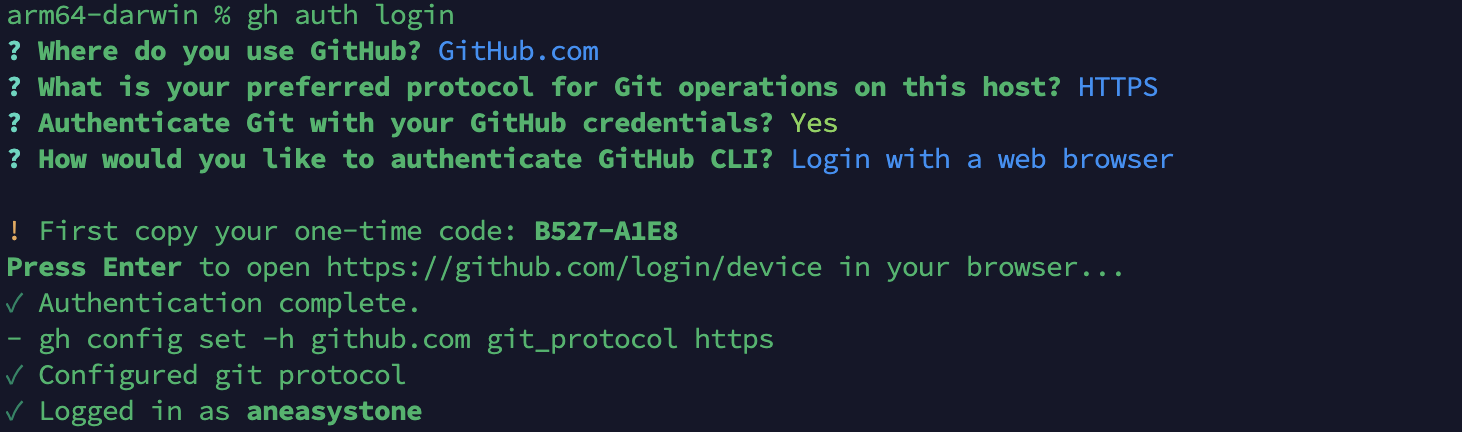 arm64-darwin % gh auth login
? Where do you use GitHub? GitHub.com
? What is your preferred protocol for Git operations on this host? HTTPS
? Authenticate Git with your GitHub credentials? Yes
? How would you like to authenticate GitHub CLI? Login with a web browser
! First copy your one-time code: B527-A1E8
Press Enter to open https://github.com/login/device in your browser...
✓ Authentication complete.
- gh config set -h github.com git_protocol https
✓ Configured git protocol
✓ Logged in as aneasystone